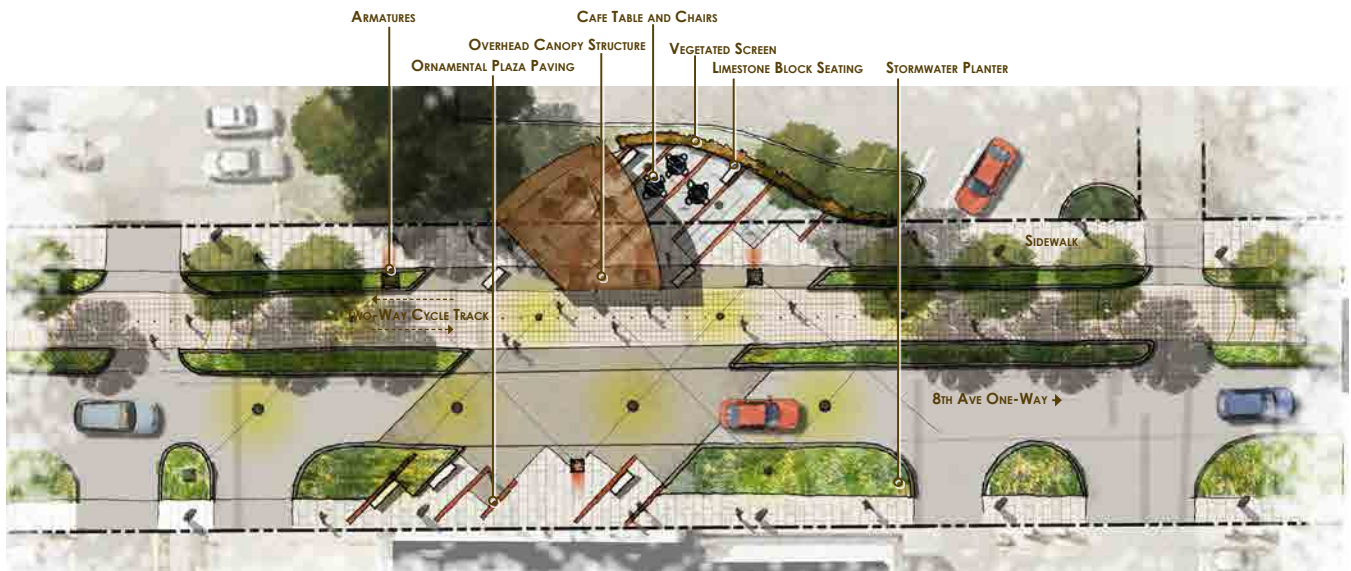 Armatures
Cafe Table and Chairs
Overhead Canopy Structure
Vegetated Screen
Ornamental Plaza Paving
Limestone Block Seating
Stormwater Planter
Sidewalk
Two-Way Cycle Track
8th Ave One-Way